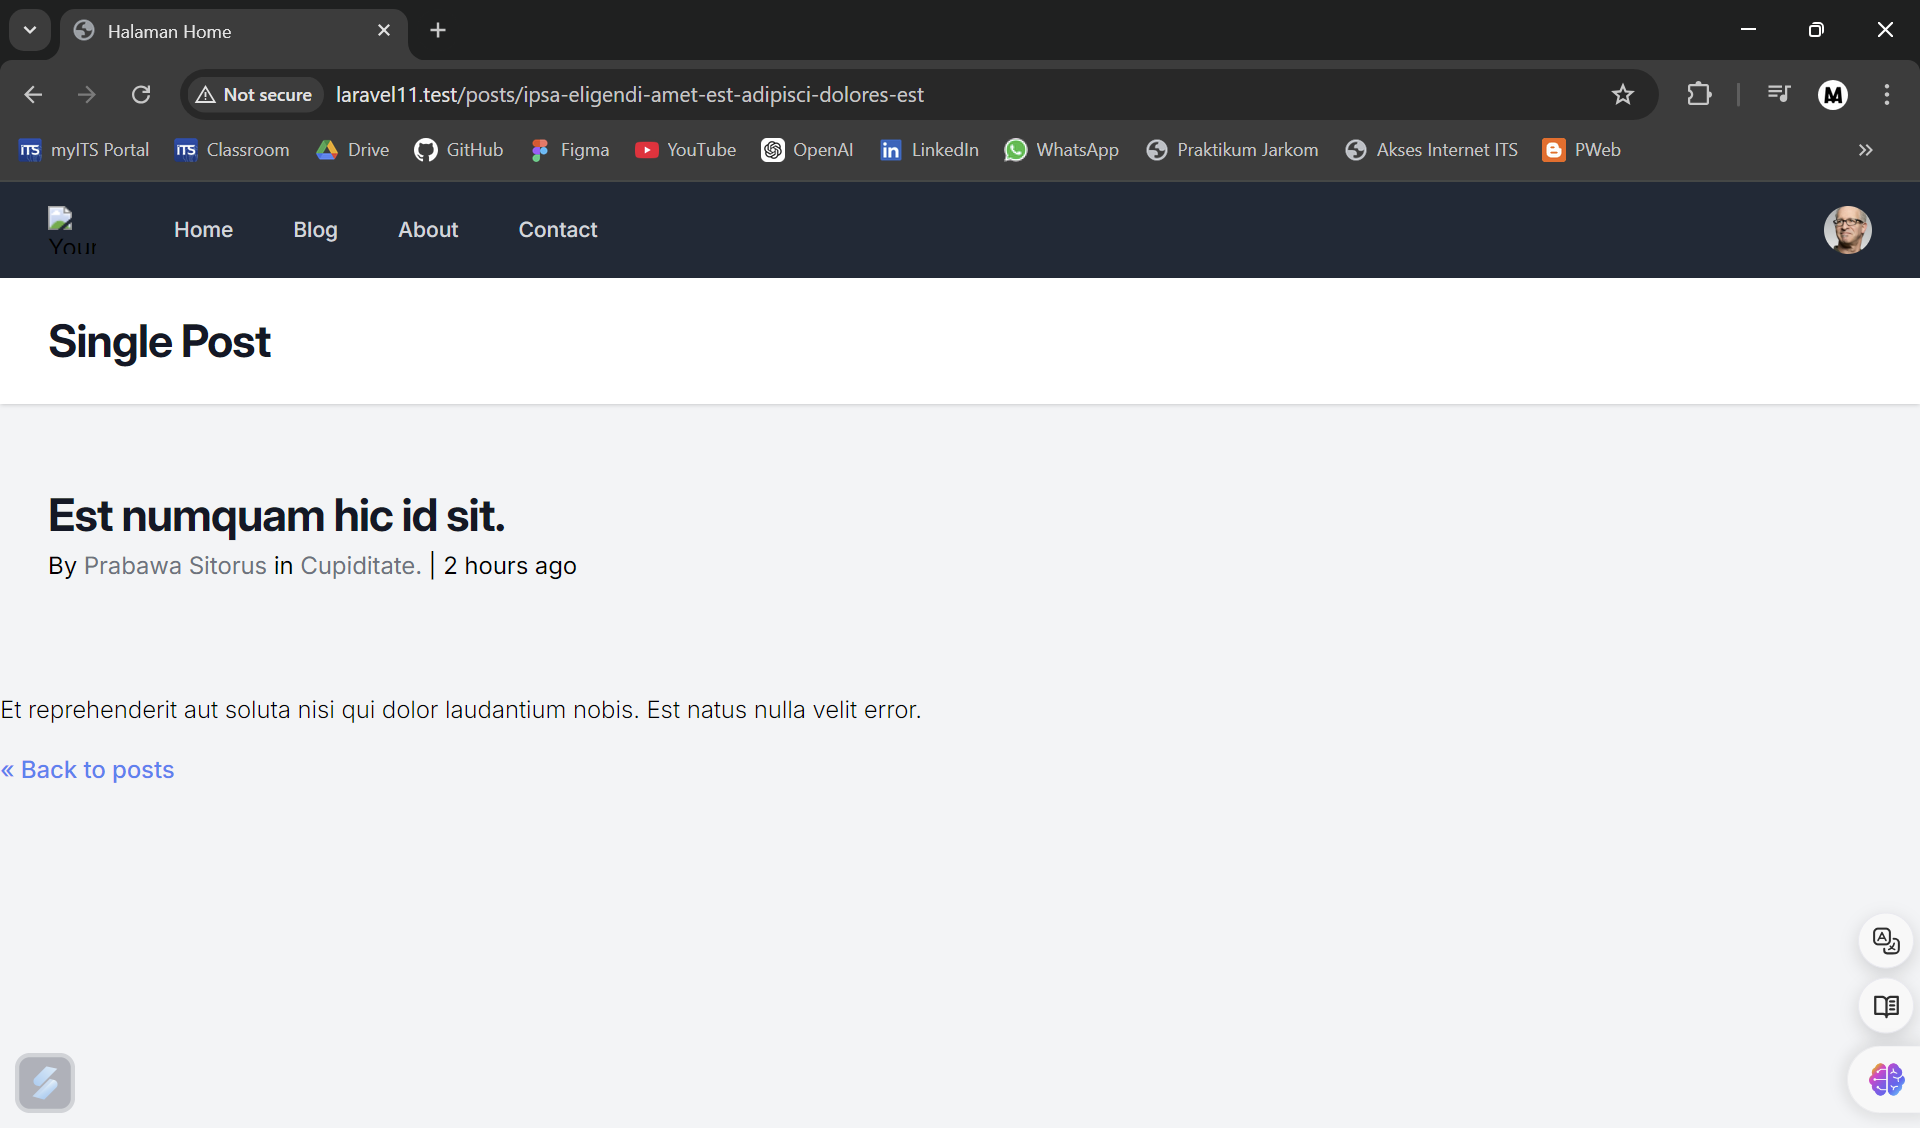 Halaman Home
Not secure
laravel11.test/posts/ipsa-eligendi-amet-est-adipisci-dolores-est
myITS Portal
Classroom
Drive
GitHub
Figma
YouTube
OpenAI
LinkedIn
WhatsApp
Praktikum Jarkom
Akses Internet ITS
PWeb
Your
Home
Blog
About
Contact
Single Post
Est numquam hic id sit.
By Prabawa Sitorus in Cupiditate. | 2 hours ago
Et reprehenderit aut soluta nisi qui dolor laudantium nobis. Est natus nulla velit error.
« Back to posts